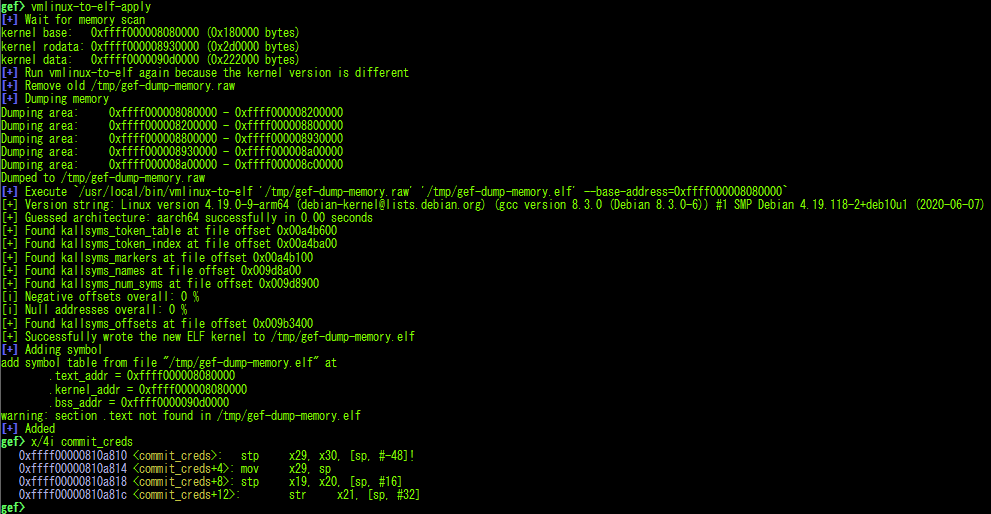 gef> vmlinux-to-elf-apply
[+] Wait for memory scan
kernel base:   0xffff000008080000 (0x180000 bytes)
kernel rodata: 0xffff000008930000 (0x2d0000 bytes)
kernel data:   0xffff0000090d0000 (0x222000 bytes)
[+] Run vmlinux-to-elf again because the kernel version is different
[+] Remove old /tmp/gef-dump-memory.raw
[+] Dumping memory
Dumping area:    0xffff000008080000 - 0xffff000008200000
Dumping area:    0xffff000008200000 - 0xffff000008800000
Dumping area:    0xffff000008800000 - 0xffff000008930000
Dumping area:    0xffff000008930000 - 0xffff000008a00000
Dumping area:    0xffff000008a00000 - 0xffff000008c00000
Dumped to /tmp/gef-dump-memory.raw
[+] Execute `/usr/local/bin/vmlinux-to-elf '/tmp/gef-dump-memory.raw' '/tmp/gef-dump-memory.elf' --base-address=0xffff000008080000`
[+] Version string: Linux version 4.19.0-9-arm64 (debian-kernel@lists.debian.org) (gcc version 8.3.0 (Debian 8.3.0-6)) #1 SMP Debian 4.19.118-2+deb10u1 (2020-06-07)
[+] Guessed architecture: aarch64 successfully in 0.00 seconds
[+] Found kallsyms_token_table at file offset 0x00a4b600
[+] Found kallsyms_token_index at file offset 0x00a4ba00
[+] Found kallsyms_markers at file offset 0x00a4b100
[+] Found kallsyms_names at file offset 0x009d8a00
[+] Found kallsyms_num_syms at file offset 0x009d8900
[i] Negative offsets overall: 0 %
[i] Null addresses overall: 0 %
[+] Found kallsyms_offsets at file offset 0x009b3400
[+] Successfully wrote the new ELF kernel to /tmp/gef-dump-memory.elf
[+] Adding symbol
add symbol table from file "/tmp/gef-dump-memory.elf" at
        .text_addr = 0xffff000008080000
        .kernel_addr = 0xffff000008080000
        .bss_addr = 0xffff0000090d0000
warning: section .text not found in /tmp/gef-dump-memory.elf
[+] Added
gef> x/4i commit_creds
   0xffff00000810a810 <commit_creds>:   stp     x29, x30, [sp, #-48]!
   0xffff00000810a814 <commit_creds+4>: mov     x29, sp
   0xffff00000810a818 <commit_creds+8>: stp     x19, x20, [sp, #16]
   0xffff00000810a81c <commit_creds+12>:        str     x21, [sp, #32]
gef>